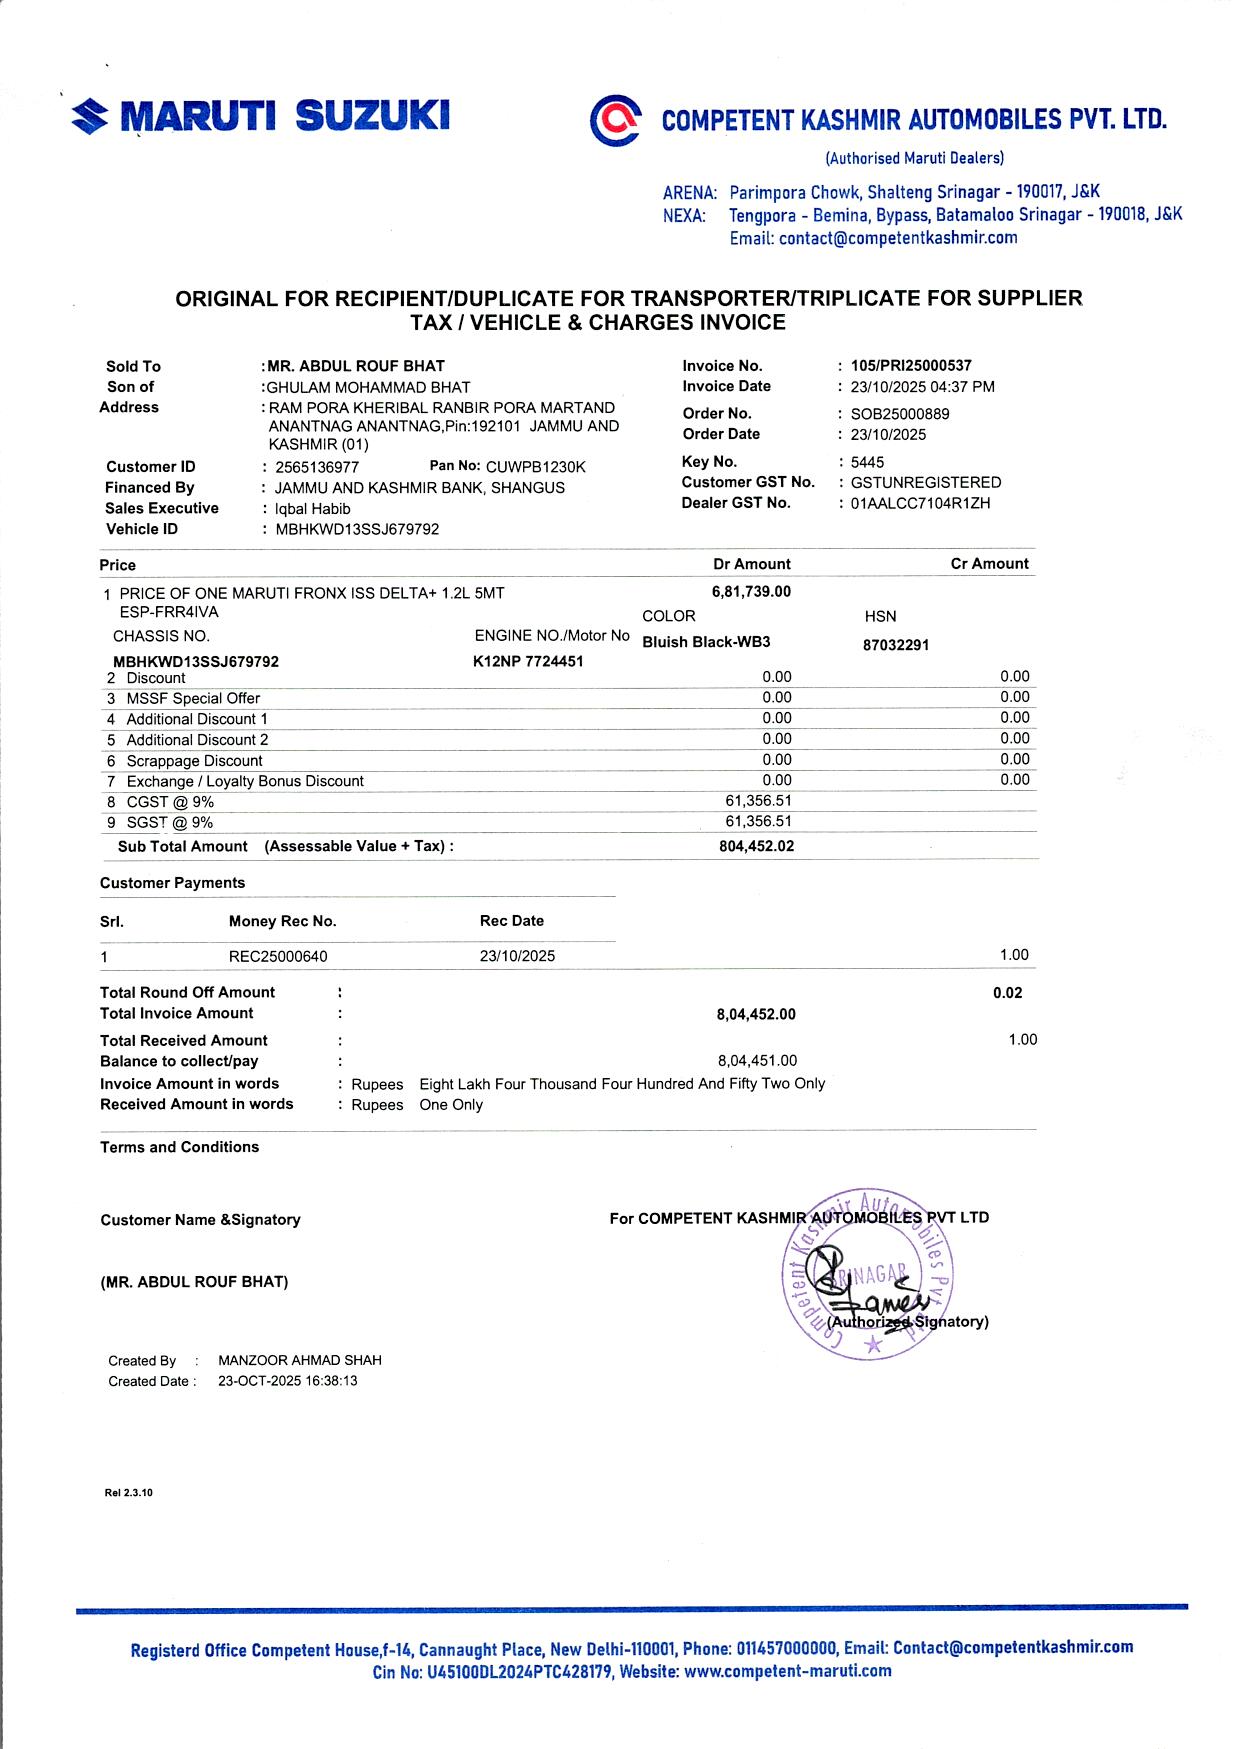 MARUTI SUZUKI
COMPETENT KASHMIR AUTOMOBILES PVT. LTD.
(Authorised Maruti Dealers)
ARENA: Parimpora Chowk, Shalteng Srinagar - 190017, J&K
NEXA: Tengpora - Bemina, Bypass, Batamaloo Srinagar - 190018, J&K
Email: contact@competentkashmir.com
ORIGINAL FOR RECIPIENT/DUPLICATE FOR TRANSPORTER/TRIPLICATE FOR SUPPLIER
TAX / VEHICLE & CHARGES INVOICE
Sold To :MR. ABDUL ROUF BHAT
Son of :GHULAM MOHAMMAD BHAT
Address : RAM PORA KHERIBAL RANBIR PORA MARTAND
ANANTNAG ANANTNAG,Pin:192101 JAMMU AND
KASHMIR (01)
Customer ID : 2565136977 Pan No: CUWPB1230K
Financed By : JAMMU AND KASHMIR BANK, SHANGUS
Sales Executive : Iqbal Habib
Vehicle ID : MBHKWD13SSJ679792
Invoice No. : 105/PRI25000537
Invoice Date : 23/10/2025 04:37 PM
Order No. : SOB25000889
Order Date : 23/10/2025
Key No. : 5445
Customer GST No. : GSTUNREGISTERED
Dealer GST No. : 01AALCC7104R1ZH
Price Dr Amount Cr Amount
1 PRICE OF ONE MARUTI FRONX ISS DELTA+ 1.2L 5MT 6,81,739.00
ESP-FRR4IVA
COLOR HSN
CHASSIS NO. ENGINE NO./Motor No
Bluish Black-WB3 87032291
MBHKWD13SSJ679792 K12NP 7724451
2 Discount 0.00 0.00
3 MSSF Special Offer 0.00 0.00
4 Additional Discount 1 0.00 0.00
5 Additional Discount 2 0.00 0.00
6 Scrappage Discount 0.00 0.00
7 Exchange / Loyalty Bonus Discount 0.00 0.00
8 CGST @ 9% 61,356.51
9 SGST @ 9% 61,356.51
Sub Total Amount (Assessable Value + Tax) : 804,452.02
Customer Payments
Srl. Money Rec No. Rec Date
1 REC25000640 23/10/2025 1.00
Total Round Off Amount : 0.02
Total Invoice Amount : 8,04,452.00
Total Received Amount : 1.00
Balance to collect/pay : 8,04,451.00
Invoice Amount in words : Rupees Eight Lakh Four Thousand Four Hundred And Fifty Two Only
Received Amount in words : Rupees One Only
Terms and Conditions
Customer Name &Signatory
For COMPETENT KASHMIR AUTOMOBILES PVT LTD
Competent Kashmir Automobiles Pvt Ltd
SRINAGAR
(MR. ABDUL ROUF BHAT)
(Authorized Signatory)
Created By : MANZOOR AHMAD SHAH
Created Date : 23-OCT-2025 16:38:13
Rel 2.3.10
Registerd Office Competent House,f-14, Cannaught Place, New Delhi-110001, Phone: 011457000000, Email: Contact@competentkashmir.com
Cin No: U45100DL2024PTC428179, Website: www.competent-maruti.com